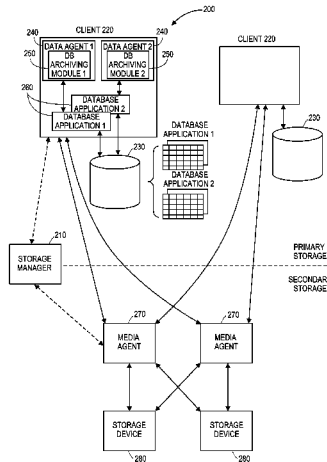 200
CLIENT 220
240
240
CLIENT 220
DATA AGENT 1
DATA AGENT 2
250
DB ARCHIVING MODULE 1
DB ARCHIVING MODULE 2
250
260
DATABASE APPLICATION 2
DATABASE APPLICATION 1
230
DATABASE APPLICATION 1
DATABASE APPLICATION 2
230
210
STORAGE MANAGER
PRIMARY STORAGE
SECONDARY STORAGE
270
MEDIA AGENT
270
MEDIA AGENT
STORAGE DEVICE
280
STORAGE DEVICE
280